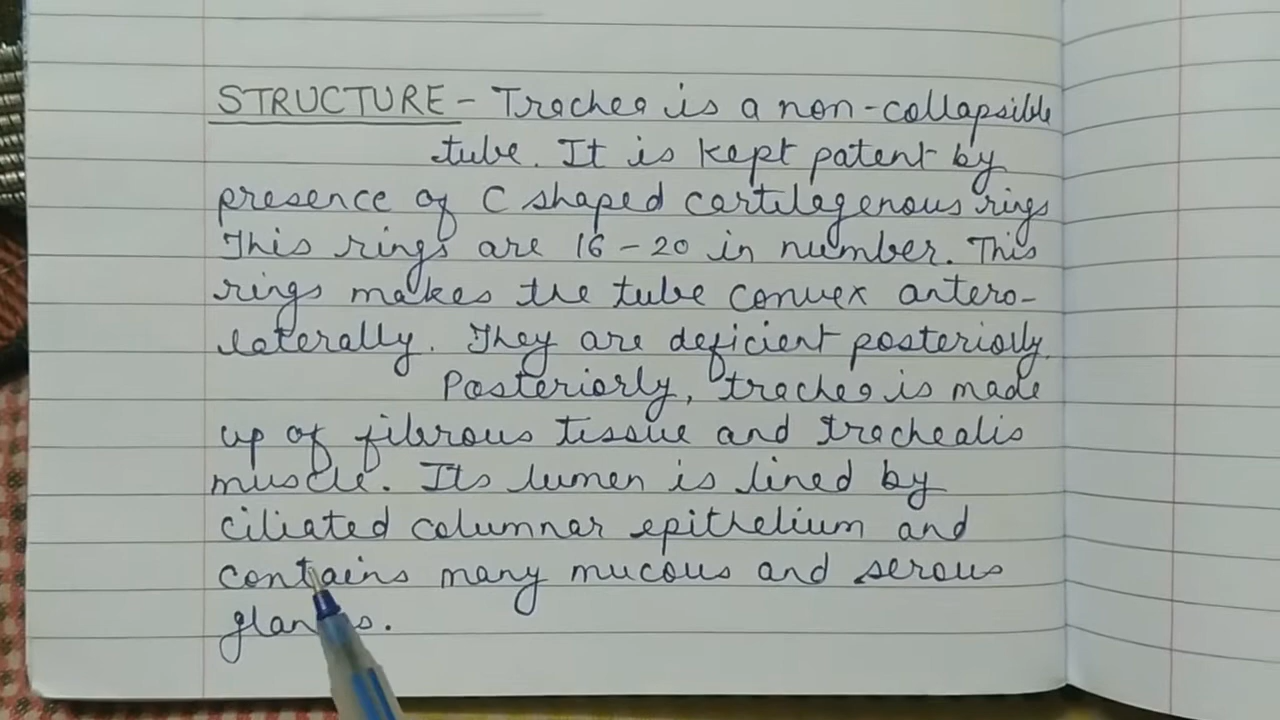 STRUCTURE - Trachea is a non-collapsible
tube. It is kept patent by
presence of C shaped cartilagenous rings
This rings are 16-20 in number. This
rings makes the tube convex antero-
laterally. They are deficient posteriorly.
Posteriorly, trachea is made
up of fibrous tissue and trachealis
muscle. Its lumen is lined by
ciliated columnar epithelium and
contains many mucous and serous
glands.